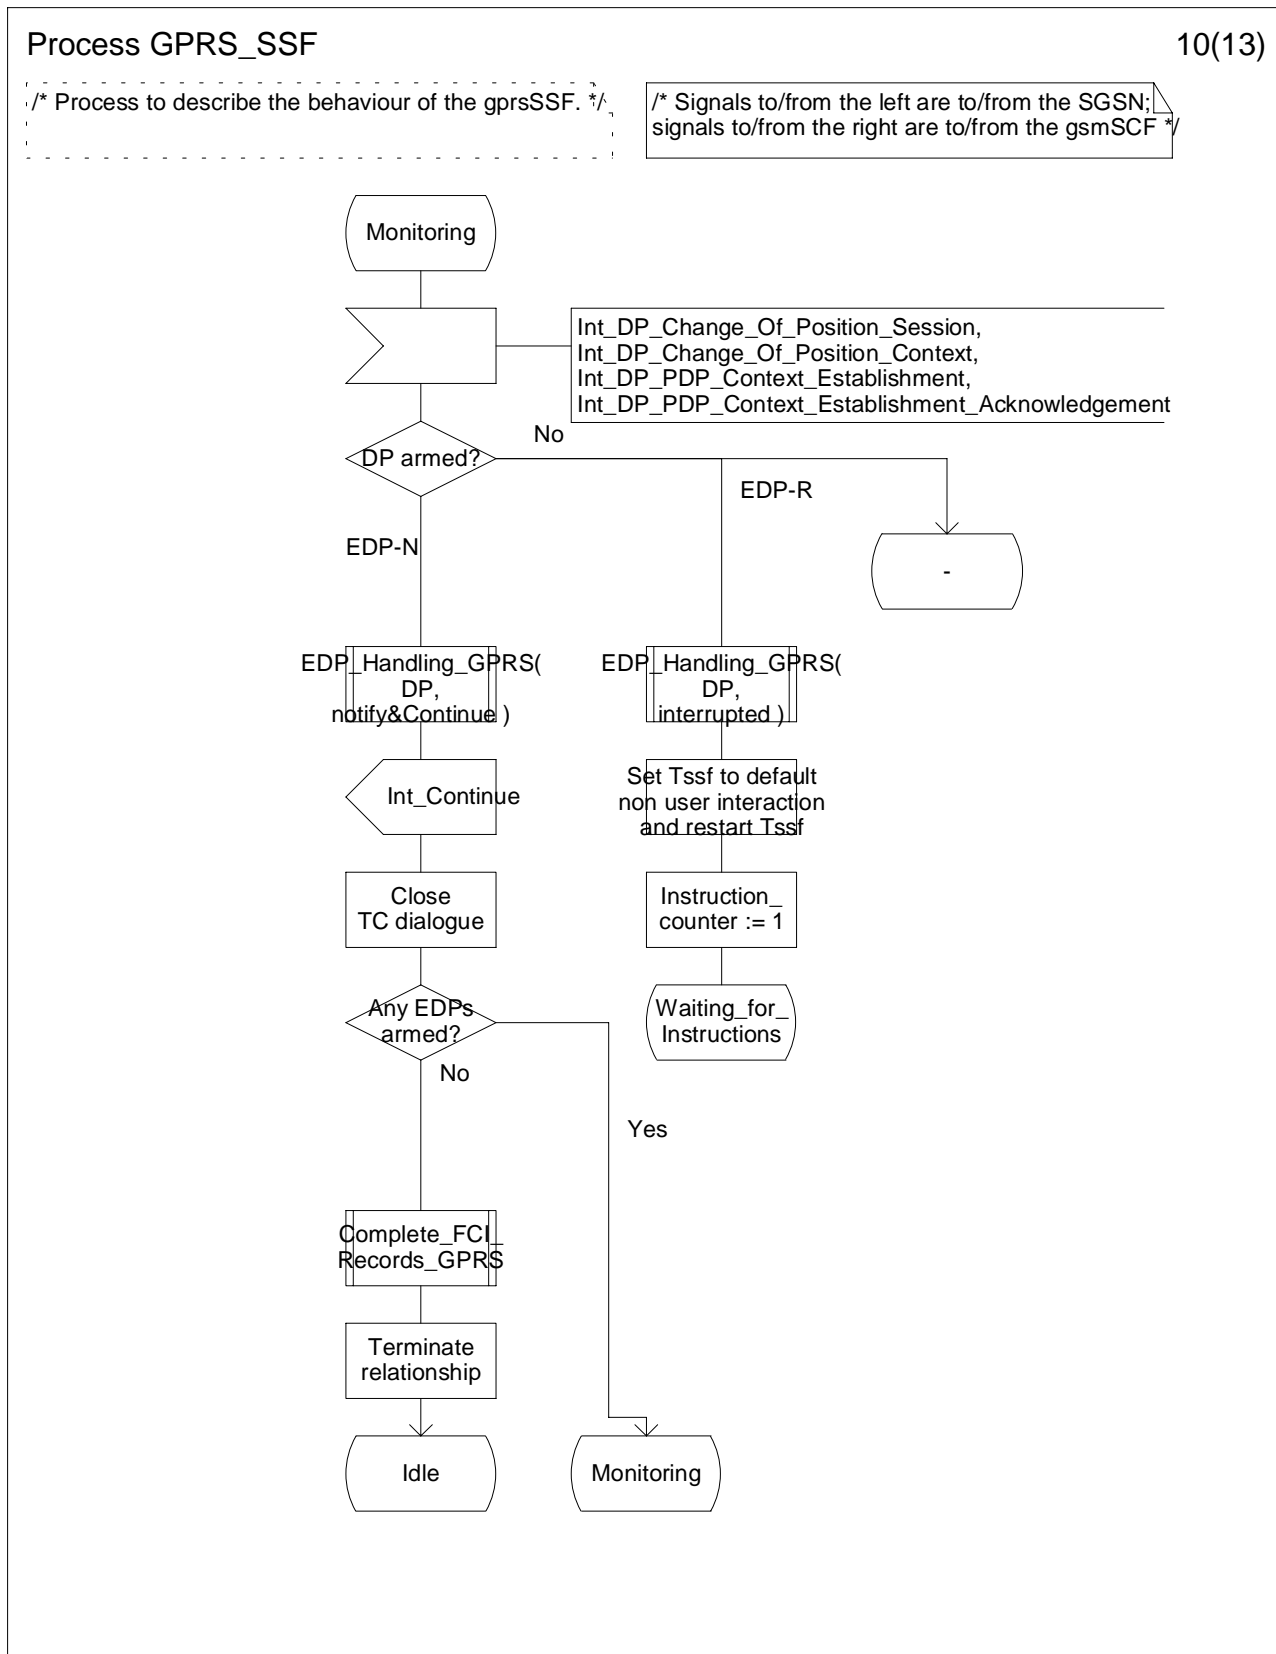 Process GPRS_SSF
10(13)
/* Process to describe the behaviour of the gprsSSF. */
/* Signals to/from the left are to/from the SGSN;
signals to/from the right are to/from the gsmSCF */
Monitoring
Int_DP_Change_Of_Position_Session,
Int_DP_Change_Of_Position_Context,
Int_DP_PDP_Context_Establishment,
Int_DP_PDP_Context_Establishment_Acknowledgement
DP armed?
No
EDP-R
EDP-N
-
EDP_Handling_GPRS(
DP,
notify&Continue )
EDP_Handling_GPRS(
DP,
interrupted )
Int_Continue
Set Tssf to default
non user interaction
and restart Tssf
Close
TC dialogue
Instruction_
counter := 1
Any EDPs
armed?
Waiting_for_
Instructions
No
Yes
Complete_FCI_
Records_GPRS
Terminate
relationship
Idle
Monitoring